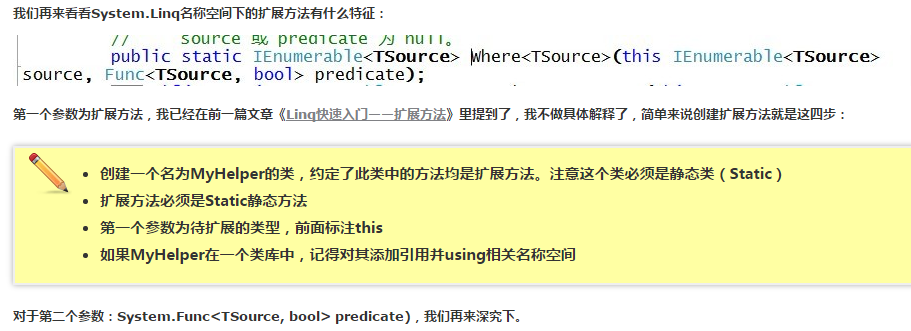 我们再来看看System.Linq名称空间下的扩展方法有什么特征：
// source 或 predicate 为 null。
public static IEnumerable<TSource> Where<TSource>(this IEnumerable<TSource>
source, Func<TSource, bool> predicate);
第一个参数为扩展方法，我已经在前一篇文章《Linq快速入门——扩展方法》里提到了，我不做具体解释了，简单来说创建扩展方法就是这四步：
• 创建一个名为MyHelper的类，约定了此类中的方法均是扩展方法。注意这个类必须是静态类（Static）
• 扩展方法必须是Static静态方法
• 第一个参数为待扩展的类型，前面标注this
• 如果MyHelper在一个类库中，记得对其添加引用并using相关名称空间
对于第二个参数：System.Func<TSource, bool> predicate)，我们再来深究下。